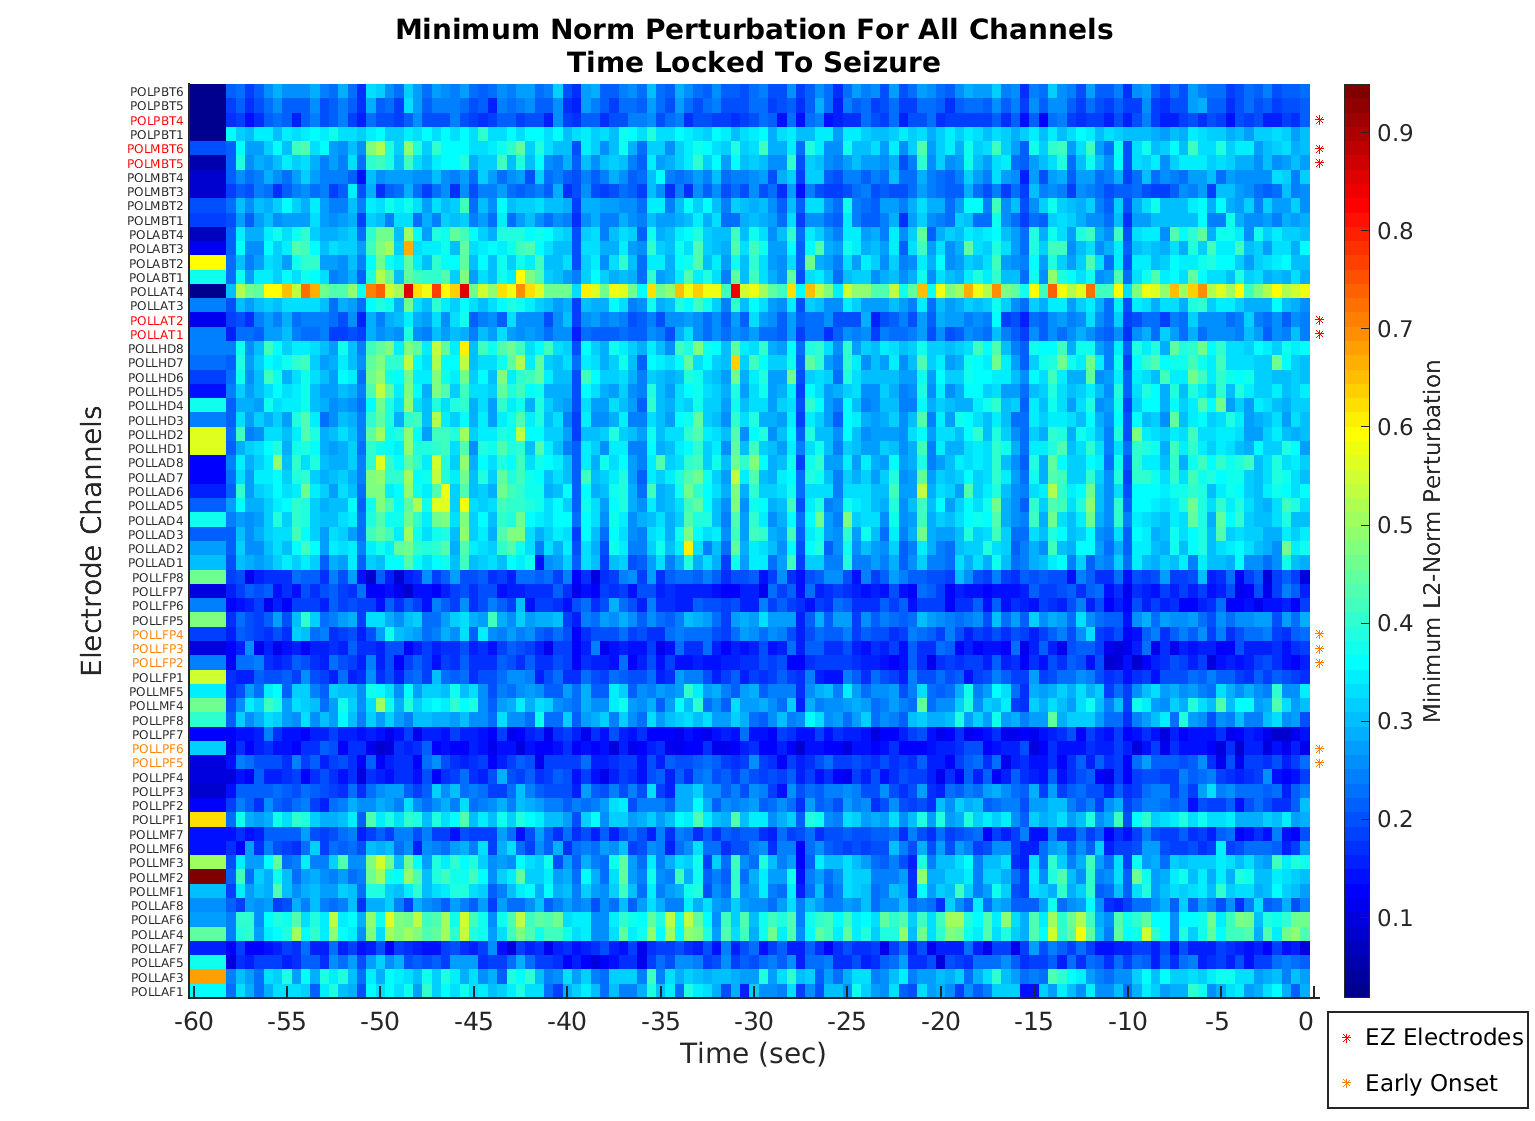 Minimum Norm Perturbation For All Channels
Time Locked To Seizure
Electrode Channels
POLPBT6
POLPBT5
POLPBT4
POLPBT1
POLMBT6
POLMBT5
POLMBT4
POLMBT3
POLMBT2
POLMBT1
POLABT4
POLABT3
POLABT2
POLABT1
POLLAT4
POLLAT3
POLLAT2
POLLAT1
POLLHD8
POLLHD7
POLLHD6
POLLHD5
POLLHD4
POLLHD3
POLLHD2
POLLHD1
POLLAD8
POLLAD7
POLLAD6
POLLAD5
POLLAD4
POLLAD3
POLLAD2
POLLAD1
POLLFP8
POLLFP7
POLLFP6
POLLFP5
POLLFP4
POLLFP3
POLLFP2
POLLFP1
POLLMF5
POLLMF4
POLLPF8
POLLPF7
POLLPF6
POLLPF5
POLLPF4
POLLPF3
POLLPF2
POLLPF1
POLLMF7
POLLMF6
POLLMF3
POLLMF2
POLLMF1
POLLAF8
POLLAF6
POLLAF4
POLLAF7
POLLAF5
POLLAF3
POLLAF1
-60 -55 -50 -45 -40 -35 -30 -25 -20 -15 -10 -5 0
Time (sec)
0.9
0.8
0.7
0.6
0.5
0.4
0.3
0.2
0.1
Minimum L2-Norm Perturbation
EZ Electrodes
Early Onset